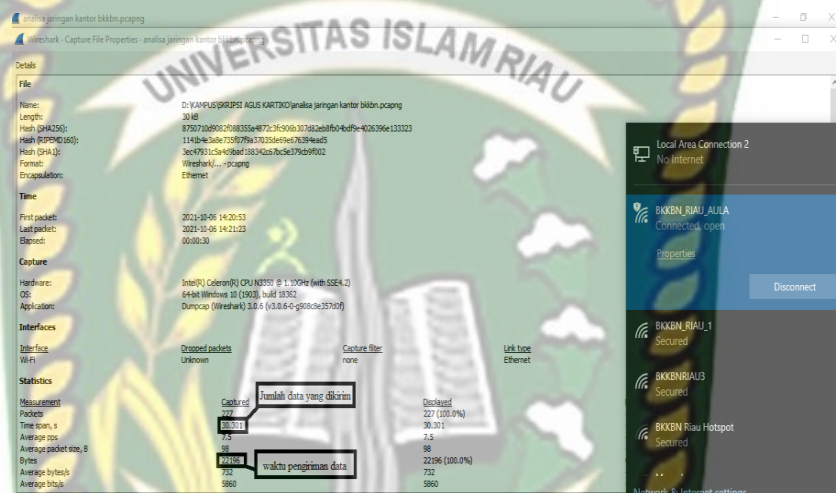 analisa jaringan kantor bkkbn.pcapng
Wireshark - Capture File Properties - analisa jaringan kantor bkkbn.pcapng
UNIVERSITAS ISLAM RIAU
Details
File
Name: D:\KAMPUS\SKRIPSI AGUS KARTIKO\analisa jaringan kantor bkkbn.pcapng
Length: 30 kB
Hash (SHA256):
Hash (RIPEMD160):
Hash (SHA1):
Format: Wireshark/... - pcapng
Encapsulation: Ethernet
Time
First packet: 2021-10-06 14:20:53
Last packet: 2021-10-06 14:21:23
Elapsed: 00:00:30
Capture
Hardware: Intel(R) Celeron(R) CPU N3350 @ 1.10GHz (with SSE4.2)
OS: 64-bit Windows 10 (1903), build 18362
Application: Dumpcap (Wireshark) 3.0.6 (v3.0.6-0-g908c8e357d0f)
Interfaces
Interface Dropped packets Capture filter Link type
Wi-Fi Unknown none Ethernet
Statistics
Measurement Captured Displayed
Packets 227 227 (100.0%)
Time span, s 30.301 30.301
Average pps 7.5 7.5
Average packet size, B 98 98
Bytes 22196 22196 (100.0%)
Average bytes/s 732 732
Average bits/s 5860 5860
Jumlah data yang dikirim
waktu pengiriman data
Local Area Connection 2
No Internet
BKKBN_RIAU_AULA
Connected, open
Properties
Disconnect
BKKBN_RIAU_1
Secured
BKKBNRIAU3
Secured
BKKBN Riau Hotspot
Secured
Network & Internet settings